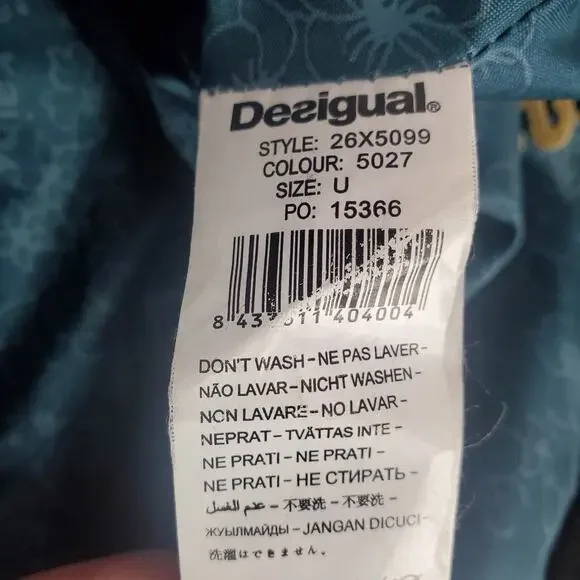 Desigual®
STYLE: 26X5099
COLOUR: 5027
SIZE: U
PO: 15366
8 404004
DON'T WASH-NE PAS LAVER-
NÃO LAVAR-NICHT WASHEN-
NON LAVARE-NO LAVAR-
NEPRAT-TVÄTTAS INTE-
NE PRATI-NE PRATI-
NE PRATI-НЕ СТИРАТЬ-
عدم الغسل -不要洗-不要洗-
ЖУЫЛМАЙДЫ-JANGAN DICUCI-
洗濯はできません。